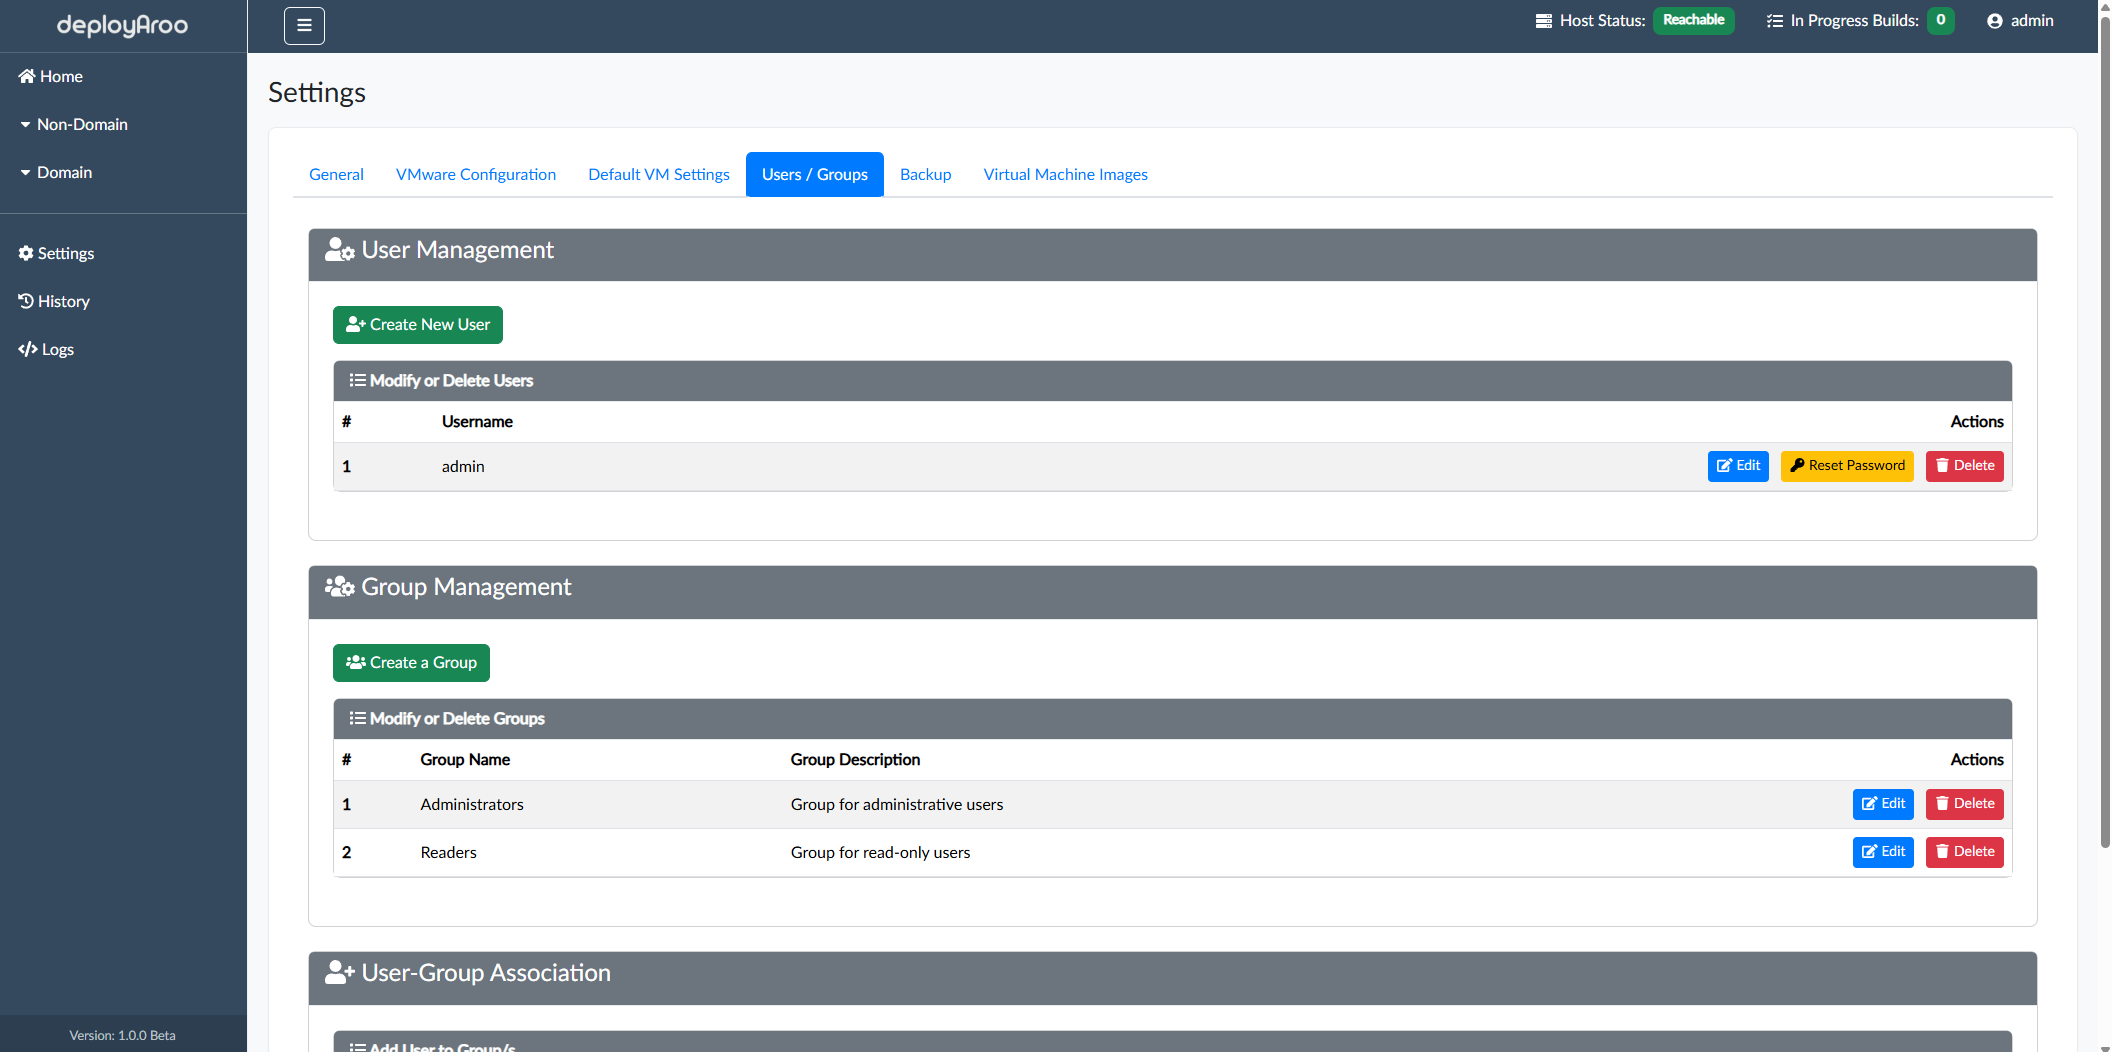 deployAroo
Host Status: Reachable
In Progress Builds: 0
admin
Home
Non-Domain
Domain
Settings
History
Logs
Version: 1.0.0 Beta
Settings
General
VMware Configuration
Default VM Settings
Users / Groups
Backup
Virtual Machine Images
User Management
Create New User
Modify or Delete Users
# Username Actions
1 admin Edit Reset Password Delete
Group Management
Create a Group
Modify or Delete Groups
# Group Name Group Description Actions
1 Administrators Group for administrative users Edit Delete
2 Readers Group for read-only users Edit Delete
User-Group Association
Add User to Group/s